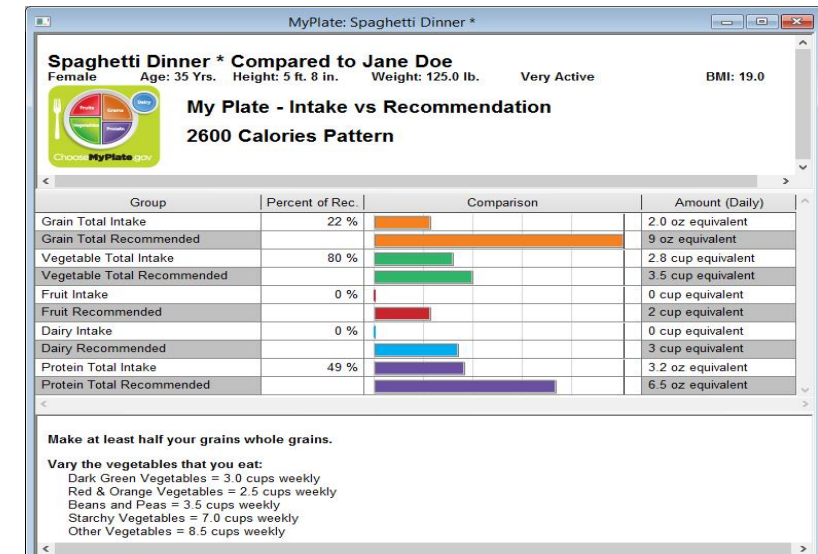 MyPlate: Spaghetti Dinner *
Spaghetti Dinner * Compared to Jane Doe
Female Age: 35 Yrs. Height: 5 ft. 8 in. Weight: 125.0 lb. Very Active BMI: 19.0
Fruits Grains Dairy
Vegetables Protein
ChooseMyPlate.gov
My Plate - Intake vs Recommendation
2600 Calories Pattern
Group Percent of Rec. Comparison Amount (Daily)
Grain Total Intake 22 % 2.0 oz equivalent
Grain Total Recommended 9 oz equivalent
Vegetable Total Intake 80 % 2.8 cup equivalent
Vegetable Total Recommended 3.5 cup equivalent
Fruit Intake 0 % 0 cup equivalent
Fruit Recommended 2 cup equivalent
Dairy Intake 0 % 0 cup equivalent
Dairy Recommended 3 cup equivalent
Protein Total Intake 49 % 3.2 oz equivalent
Protein Total Recommended 6.5 oz equivalent
Make at least half your grains whole grains.
Vary the vegetables that you eat:
Dark Green Vegetables = 3.0 cups weekly
Red & Orange Vegetables = 2.5 cups weekly
Beans and Peas = 3.5 cups weekly
Starchy Vegetables = 7.0 cups weekly
Other Vegetables = 8.5 cups weekly